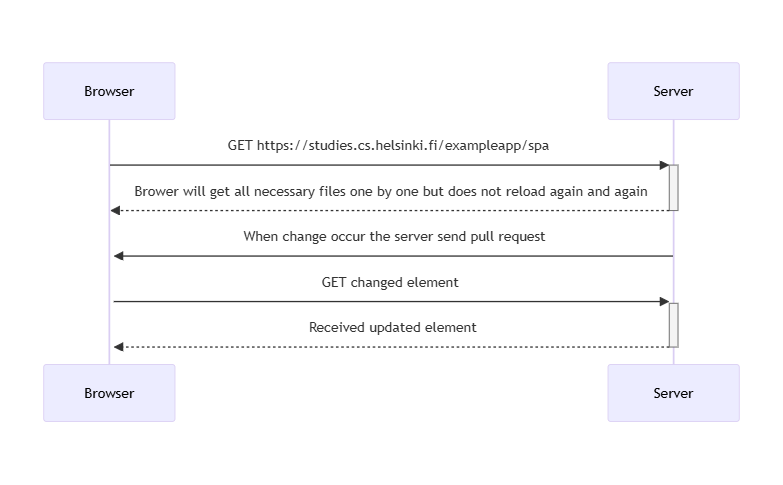 Browser
Server
GET https://studies.cs.helsinki.fi/exampleapp/spa
Brower will get all necessary files one by one but does not reload again and again
When change occur the server send pull request
GET changed element
Received updated element
Browser
Server